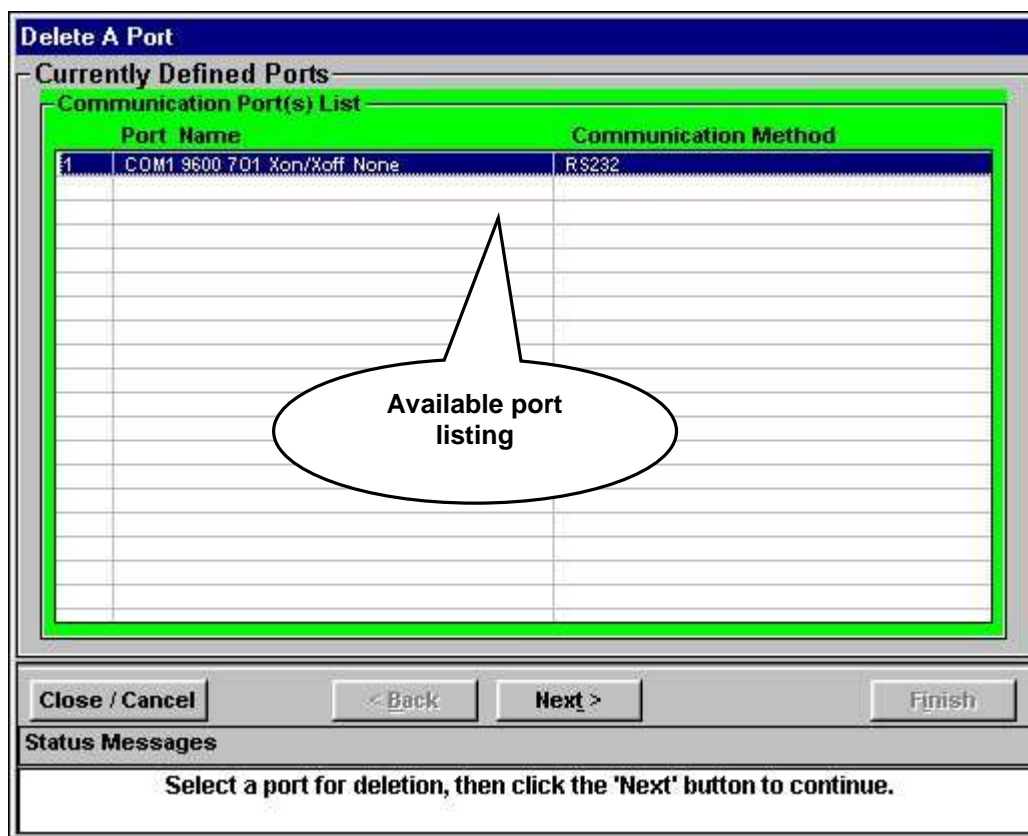 Delete A Port
Currently Defined Ports
Communication Port(s) List
Port Name Communication Method
1 COM1 9600 7O1 Xon/Xoff None RS232
Available port
listing
Close / Cancel < Back Next > Finish
Status Messages
Select a port for deletion, then click the 'Next' button to continue.